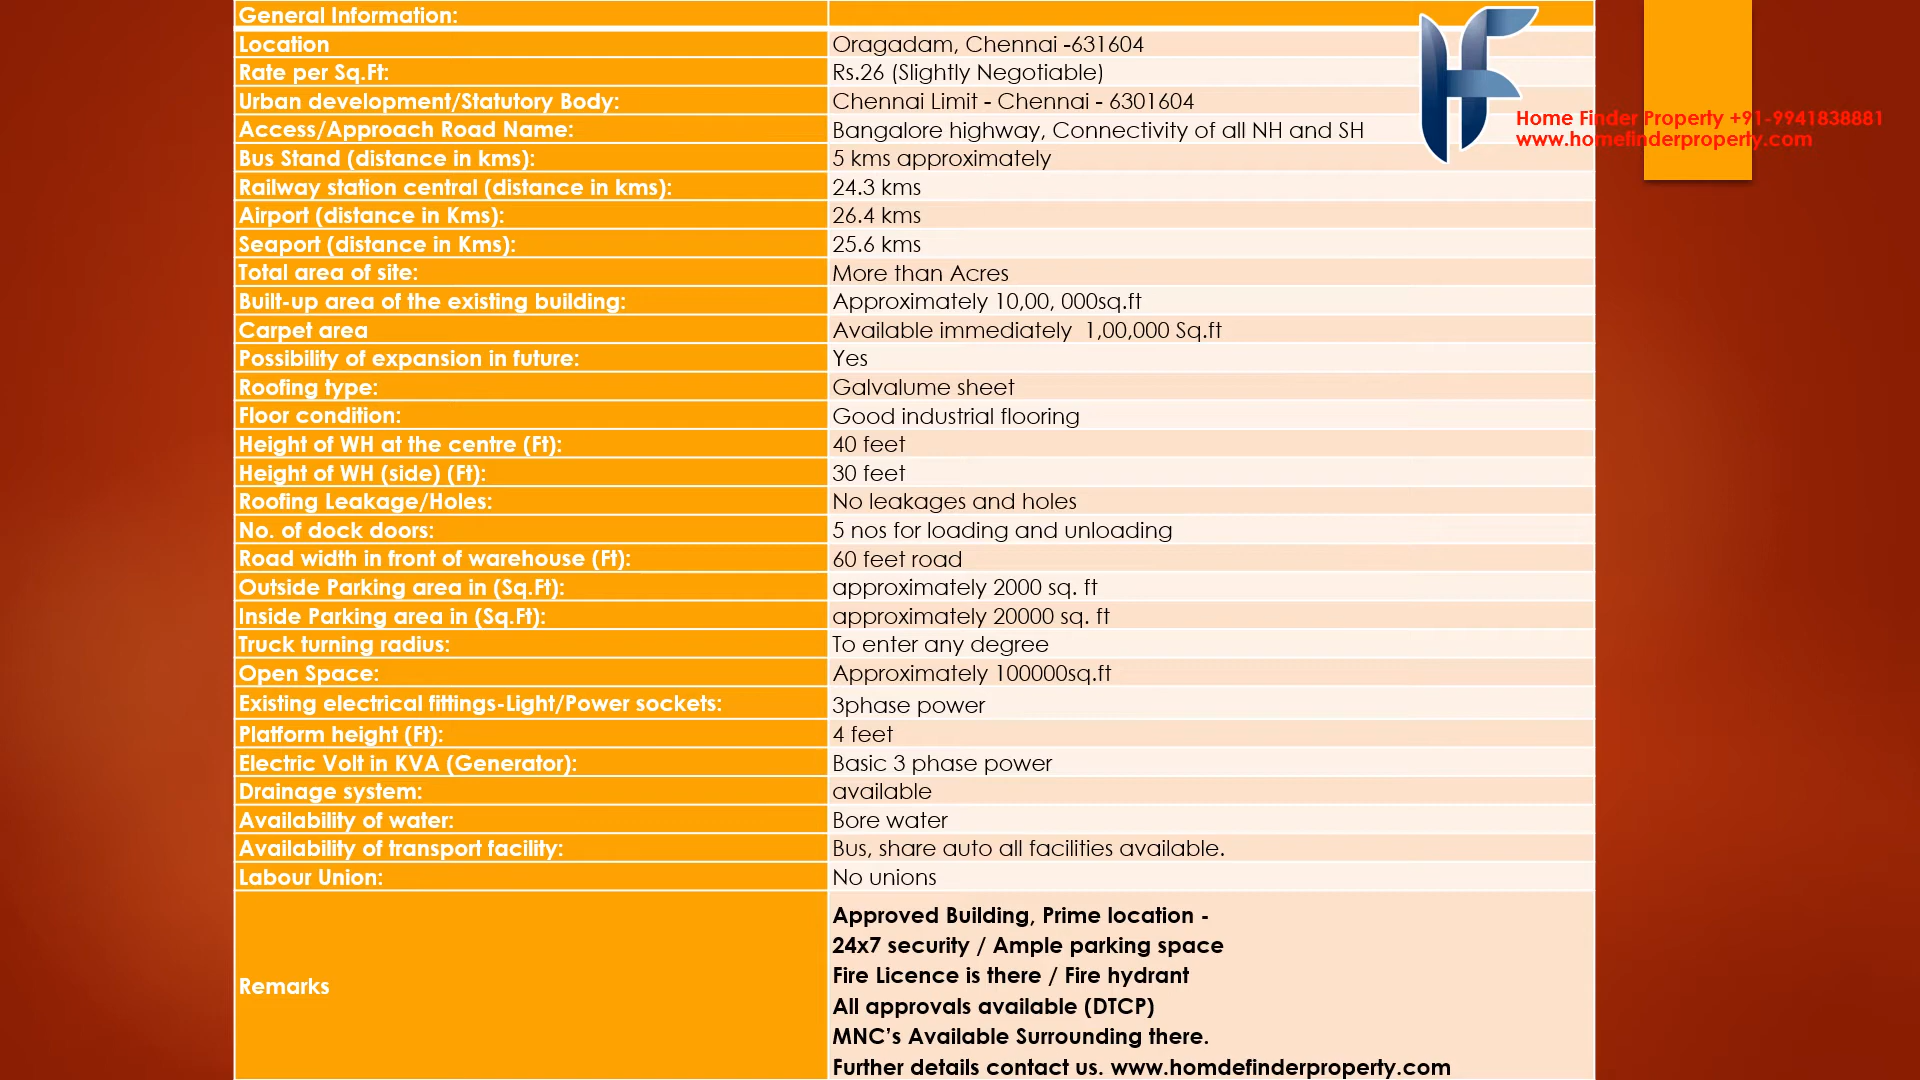 General Information:
Location Oragadam, Chennai -631604
Rate per Sq.Ft: Rs.26 (Slightly Negotiable)
Urban development/Statutory Body: Chennai Limit - Chennai - 6301604
Access/Approach Road Name: Bangalore highway, Connectivity of all NH and SH
Home Finder Property +91-9941838881
www.homefinderproperty.com
Bus Stand (distance in kms): 5 kms approximately
Railway station central (distance in kms): 24.3 kms
Airport (distance in Kms): 26.4 kms
Seaport (distance in Kms): 25.6 kms
Total area of site: More than Acres
Built-up area of the existing building: Approximately 10,00, 000sq.ft
Carpet area Available immediately 1,00,000 Sq.ft
Possibility of expansion in future: Yes
Roofing type: Galvalume sheet
Floor condition: Good industrial flooring
Height of WH at the centre (Ft): 40 feet
Height of WH (side) (Ft): 30 feet
Roofing Leakage/Holes: No leakages and holes
No. of dock doors: 5 nos for loading and unloading
Road width in front of warehouse (Ft): 60 feet road
Outside Parking area in (Sq.Ft): approximately 2000 sq. ft
Inside Parking area in (Sq.Ft): approximately 20000 sq. ft
Truck turning radius: To enter any degree
Open Space: Approximately 100000sq.ft
Existing electrical fittings-Light/Power sockets: 3phase power
Platform height (Ft): 4 feet
Electric Volt in KVA (Generator): Basic 3 phase power
Drainage system: available
Availability of water: Bore water
Availability of transport facility: Bus, share auto all facilities available.
Labour Union: No unions
Remarks
Approved Building, Prime location -
24x7 security / Ample parking space
Fire Licence is there / Fire hydrant
All approvals available (DTCP)
MNC's Available Surrounding there.
Further details contact us. www.homdefinderproperty.com